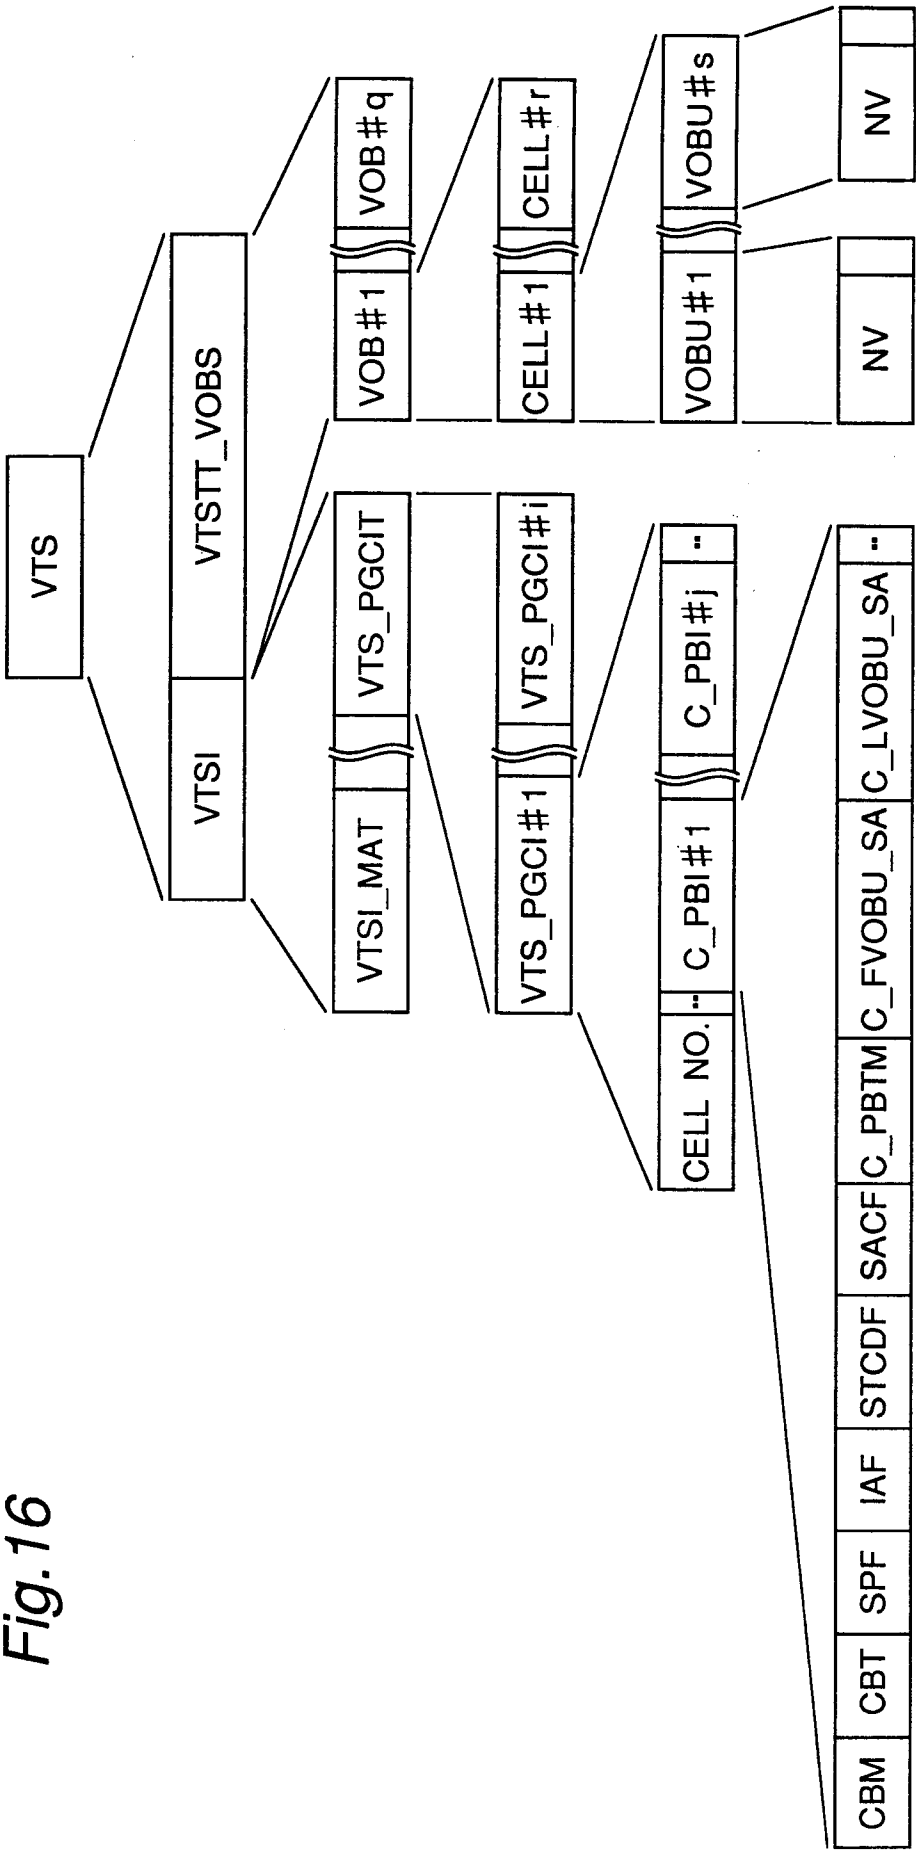 Fig.16
VTS
VTSI VTSTT_VOBS
VTSI_MAT VTS_PGCIT VOB#1 VOB#q
VTS_PGCI#1 VTS_PGCI#i CELL#1 CELL#r
CELL NO. -- C_PBI#1 C_PBI#j -- VOBU#1 VOBU#s
CBM CBT SPF IAF STCDF SACF C_PBTM C_FVOBU_SA C_LVOBU_SA -- NV NV